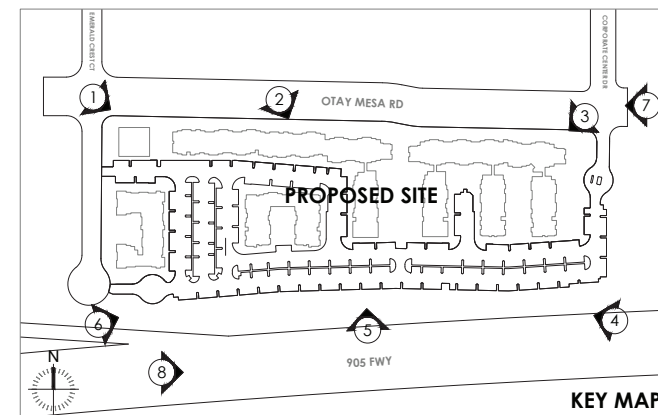 EMERALD CREST CT
CORPORATE CENTER DR
1
2
OTAY MESA RD
3
7
PROPOSED SITE
6
5
4
905 FWY
N
8
KEY MAP